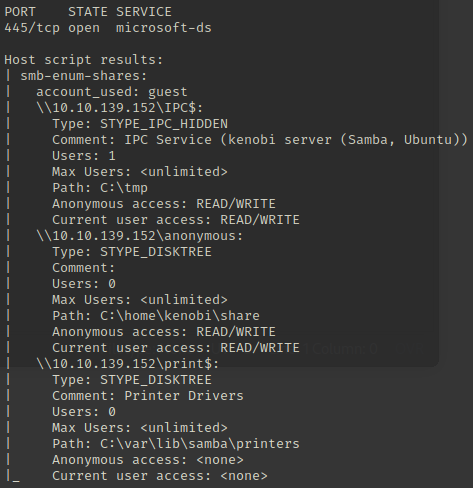 PORT    STATE SERVICE
445/tcp open  microsoft-ds
Host script results:
| smb-enum-shares:
|   account_used: guest
|   \\10.10.139.152\IPC$:
|     Type: STYPE_IPC_HIDDEN
|     Comment: IPC Service (kenobi server (Samba, Ubuntu))
|     Users: 1
|     Max Users: <unlimited>
|     Path: C:\tmp
|     Anonymous access: READ/WRITE
|     Current user access: READ/WRITE
|   \\10.10.139.152\anonymous:
|     Type: STYPE_DISKTREE
|     Comment:
|     Users: 0
|     Max Users: <unlimited>
|     Path: C:\home\kenobi\share
|     Anonymous access: READ/WRITE
|     Current user access: READ/WRITE
|   \\10.10.139.152\print$:
|     Type: STYPE_DISKTREE
|     Comment: Printer Drivers
|     Users: 0
|     Max Users: <unlimited>
|     Path: C:\var\lib\samba\printers
|     Anonymous access: <none>
|_    Current user access: <none>